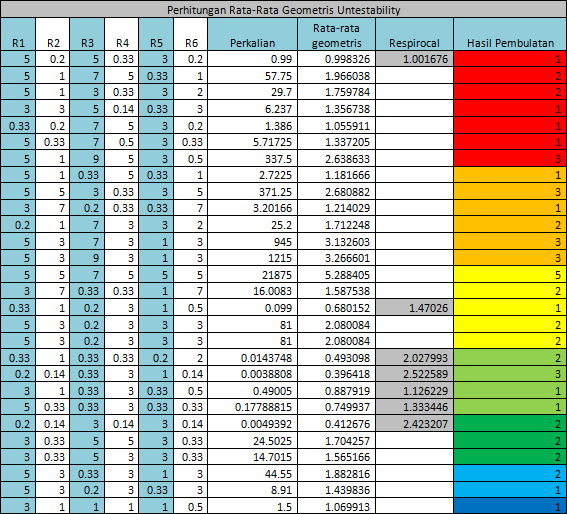 Perhitungan Rata-Rata Geometris Untestability
R1 R2 R3 R4 R5 R6 Perkalian Rata-rata geometris Respirocal Hasil Pembulatan
5 0.2 5 0.33 3 0.2 0.99 0.998326 1.001676 1
5 1 7 5 0.33 1 57.75 1.966038 2
5 1 3 0.33 3 2 29.7 1.759784 2
3 3 5 0.14 0.33 3 6.237 1.356738 1
0.33 0.2 7 5 3 0.2 1.386 1.055911 1
5 0.33 7 0.5 3 0.33 5.71725 1.337205 1
5 1 9 5 3 0.5 337.5 2.638633 3
5 1 0.33 5 0.33 1 2.7225 1.181666 1
5 5 3 0.33 3 5 371.25 2.680882 3
3 7 0.2 0.33 0.33 7 3.20166 1.214029 1
0.2 1 7 3 3 2 25.2 1.712248 2
5 3 7 3 1 3 945 3.132603 3
5 3 9 3 1 3 1215 3.266601 3
5 5 7 5 5 5 21875 5.288405 5
3 7 0.33 0.33 1 7 16.0083 1.587538 2
0.33 1 0.2 3 1 0.5 0.099 0.680152 1.47026 1
5 3 0.2 3 3 3 81 2.080084 2
5 3 0.2 3 3 3 81 2.080084 2
0.33 1 0.33 0.33 0.2 2 0.0143748 0.493098 2.027993 2
0.2 0.14 0.33 3 1 0.14 0.0038808 0.396418 2.522589 3
3 1 0.33 3 0.33 0.5 0.49005 0.887919 1.126229 1
5 0.33 0.33 3 0.33 0.33 0.17788815 0.749937 1.333446 1
0.2 0.14 3 0.14 3 0.14 0.0049392 0.412676 2.423207 2
3 0.33 5 5 3 0.33 24.5025 1.704257 2
3 0.33 5 3 3 0.33 14.7015 1.565166 2
5 3 0.33 3 1 3 44.55 1.882816 2
5 3 0.2 3 0.33 3 8.91 1.439836 1
3 1 1 1 1 0.5 1.5 1.069913 1